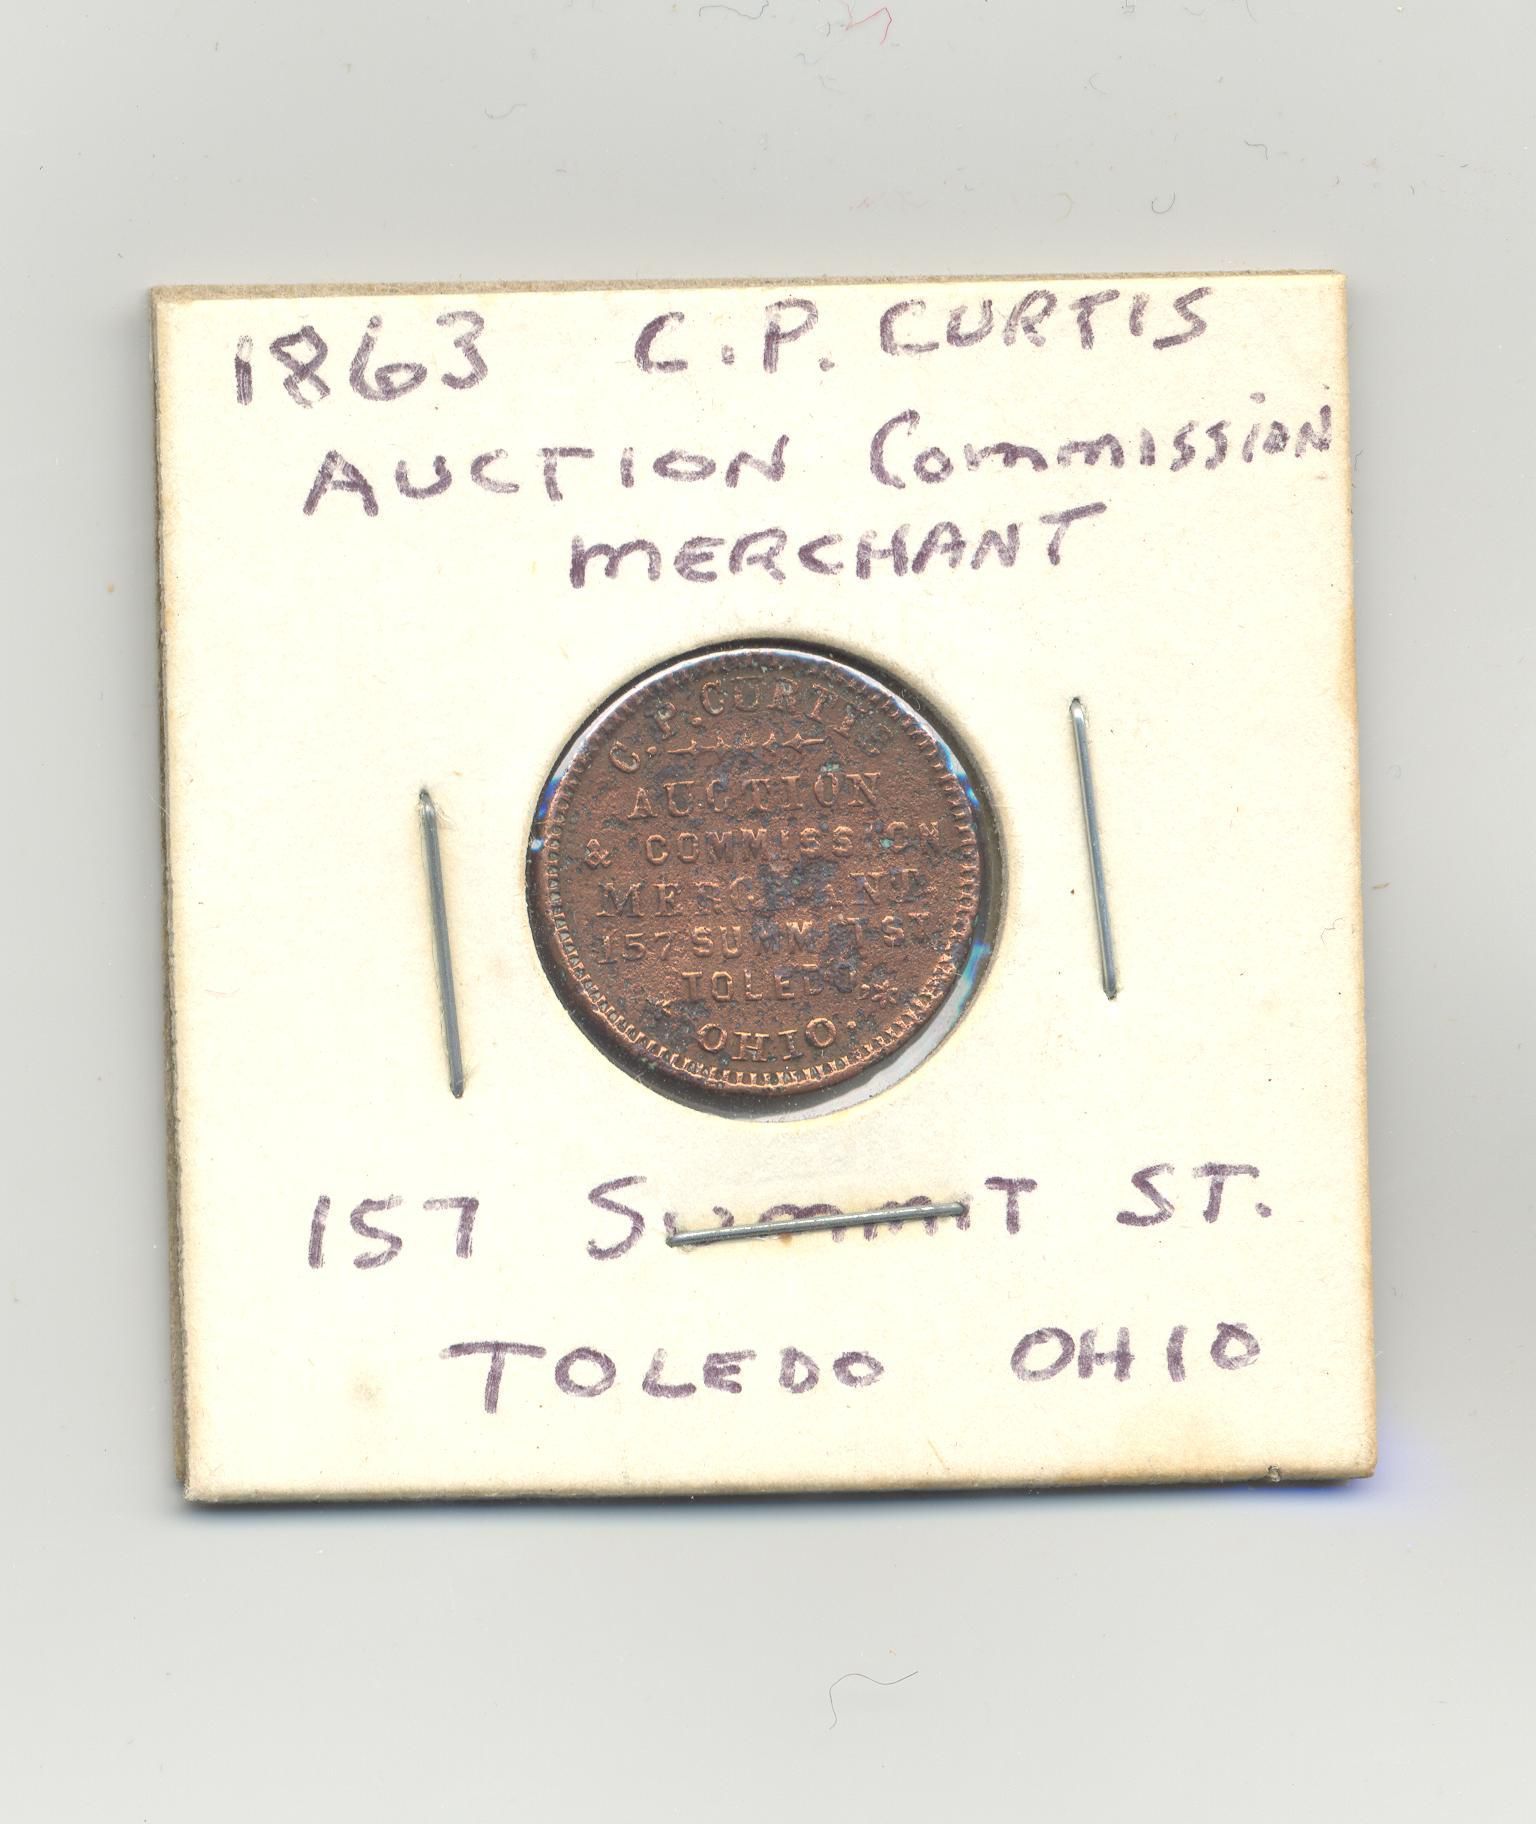 1863 C.P. CURTIS
AUCTION Commission
MERCHANT
C.P. CURTIS
AUCTION
& COMMISSION
MERCHANT
157 SUMMIT ST
TOLEDO, *
OHIO.
157 Summit ST.
TOLEDO OHIO